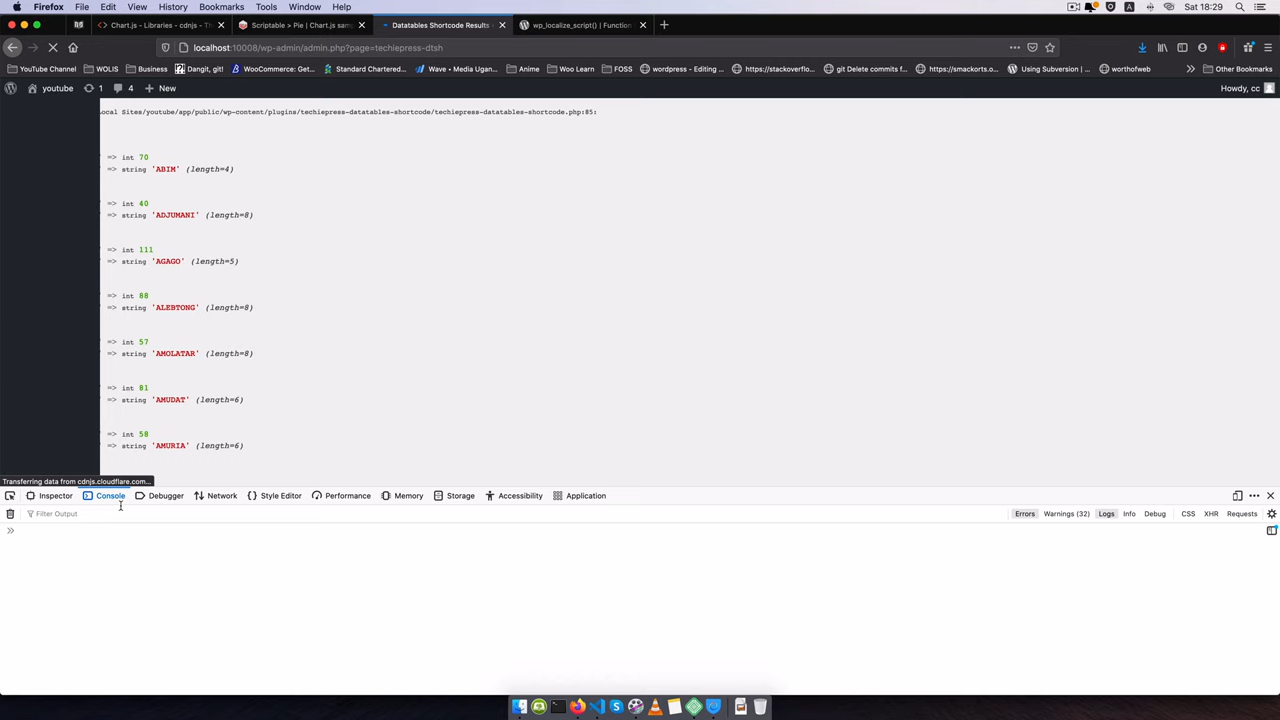 Firefox File Edit View History Bookmarks Tools Window Help Sat 18:29
Chart.js - Libraries - cdnjs - Th Scriptable > Pie | Chart.js sam Datatables Shortcode Results wp_localize_script() | Function
localhost:10008/wp-admin/admin.php?page=techiepress-dtsh
YouTube Channel WOLIS Business Dangit, git! WooCommerce: Get... Standard Chartered... Wave • Media Ugan... Anime Woo Learn FOSS wordpress - Editing ... https://stackoverflo... git Delete commits f... https://smackorts.o... Using Subversion | ... worthofweb Other Bookmarks
youtube 1 4 New Howdy, cc
ocal Sites/youtube/app/public/wp-content/plugins/techiepress-datatables-shortcode/techiepress-datatables-shortcode.php:85:
=> int 70
=> string 'ABIM' (length=4)
=> int 40
=> string 'ADJUMANI' (length=8)
=> int 111
=> string 'AGAGO' (length=5)
=> int 88
=> string 'ALEBTONG' (length=8)
=> int 57
=> string 'AMOLATAR' (length=8)
=> int 81
=> string 'AMUDAT' (length=6)
=> int 58
=> string 'AMURIA' (length=6)
Transferring data from cdnjs.cloudflare.com...
Inspector Console Debugger Network Style Editor Performance Memory Storage Accessibility Application
Filter Output Errors Warnings (32) Logs Info Debug CSS XHR Requests